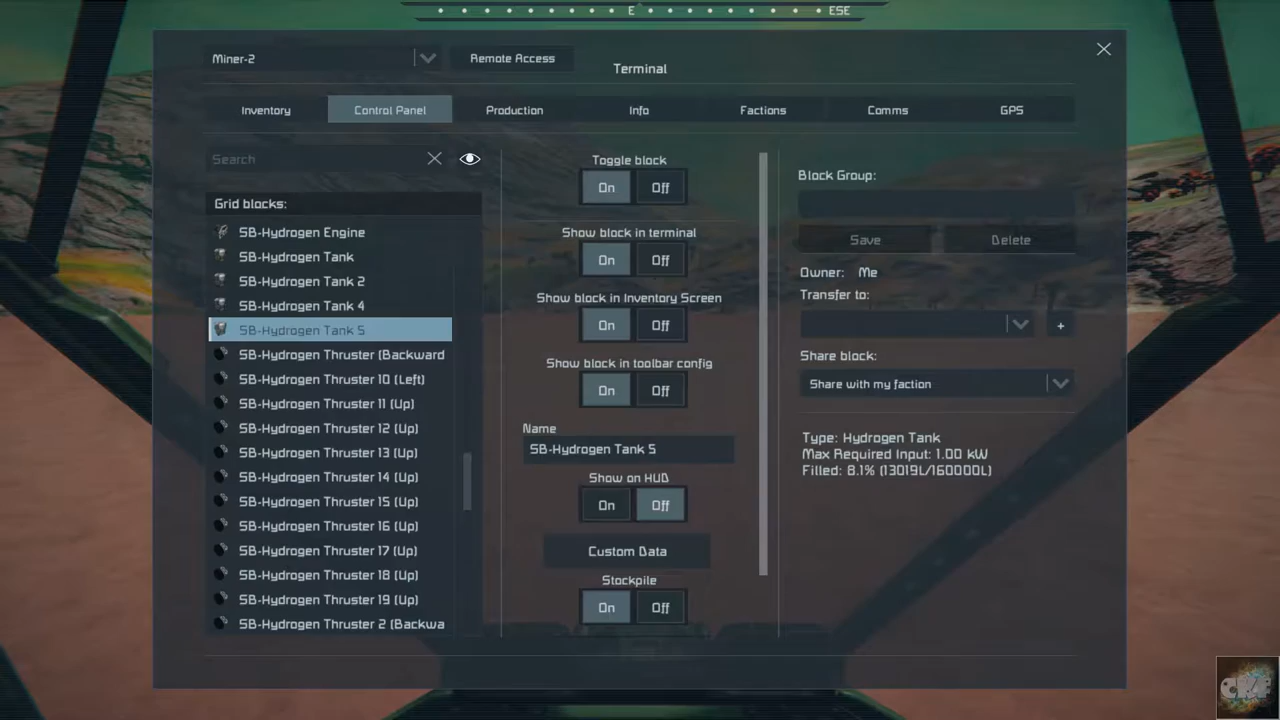 E
ESE
Miner-2
Remote Access
Terminal
Inventory
Control Panel
Production
Info
Factions
Comms
GPS
Search
Grid blocks:
SB-Hydrogen Engine
SB-Hydrogen Tank
SB-Hydrogen Tank 2
SB-Hydrogen Tank 4
SB-Hydrogen Tank 5
SB-Hydrogen Thruster (Backward
SB-Hydrogen Thruster 10 (Left)
SB-Hydrogen Thruster 11 (Up)
SB-Hydrogen Thruster 12 (Up)
SB-Hydrogen Thruster 13 (Up)
SB-Hydrogen Thruster 14 (Up)
SB-Hydrogen Thruster 15 (Up)
SB-Hydrogen Thruster 16 (Up)
SB-Hydrogen Thruster 17 (Up)
SB-Hydrogen Thruster 18 (Up)
SB-Hydrogen Thruster 19 (Up)
SB-Hydrogen Thruster 2 (Backwa
Toggle block
On Off
Show block in terminal
On Off
Show block in Inventory Screen
On Off
Show block in toolbar config
On Off
Name
SB-Hydrogen Tank 5
Show on HUD
On Off
Custom Data
Stockpile
On Off
Block Group:
Save
Delete
Owner: Me
Transfer to:
+
Share block:
Share with my faction
Type: Hydrogen Tank
Max Required Input: 1.00 kW
Filled: 8.1% (13019L/160000L)